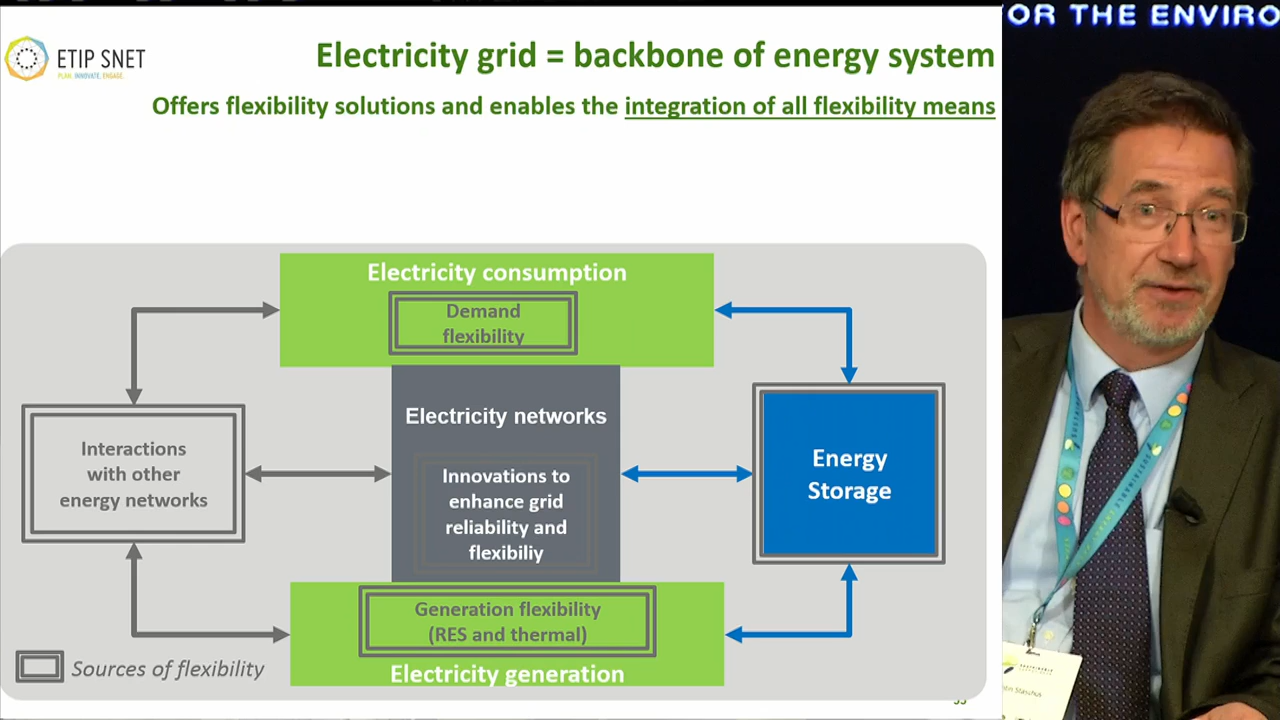 OR THE ENVIRO
ETIP SNET
PLAN. INNOVATE. ENGAGE.
Electricity grid = backbone of energy system
Offers flexibility solutions and enables the integration of all flexibility means
Electricity consumption
Demand
flexibility
Electricity networks
Interactions
with other
energy networks
Innovations to
enhance grid
reliability and
flexibiliy
Energy
Storage
Generation flexibility
(RES and thermal)
Electricity generation
Sources of flexibility
SUSTAINABLE